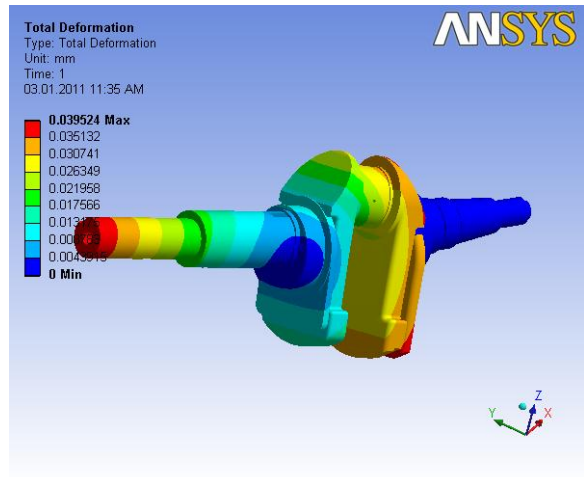 Total Deformation
Type: Total Deformation
Unit: mm
Time: 1
03.01.2011 11:35 AM
ANSYS
0.039524 Max
0.035132
0.030741
0.026349
0.021958
0.017566
0 Min
Z
Y
X